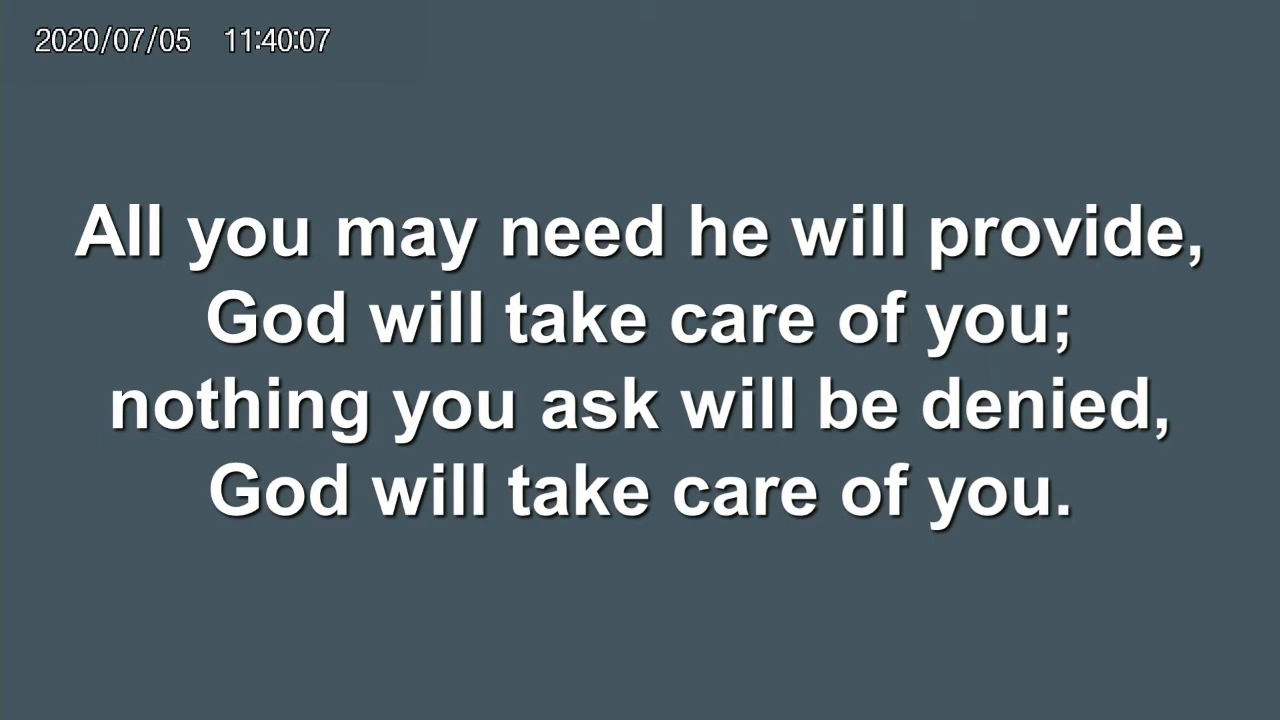 2020/07/05 11:40:07
All you may need he will provide,
God will take care of you;
nothing you ask will be denied,
God will take care of you.